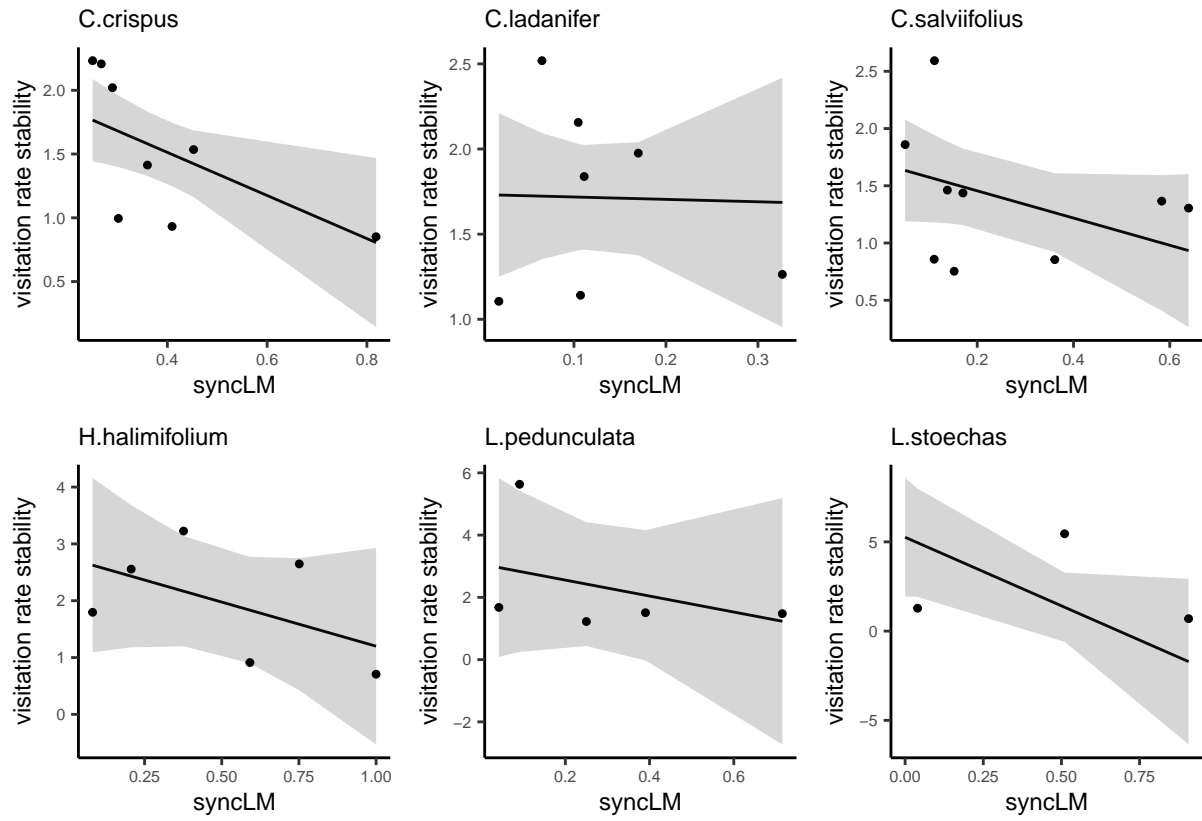 C.crispus
C.ladanifer
C.salviifolius
visitation rate stability
2.0
1.5
1.0
0.5
0.4
0.6
0.8
syncLM
visitation rate stability
2.5
2.0
1.5
1.0
0.1
0.2
0.3
syncLM
visitation rate stability
2.5
2.0
1.5
1.0
0.5
0.2
0.4
0.6
syncLM
H.halimifolium
L.pedunculata
L.stoechas
visitation rate stability
4
3
2
1
0
0.25
0.50
0.75
1.00
syncLM
visitation rate stability
6
4
2
0
−2
0.2
0.4
0.6
syncLM
visitation rate stability
5
0
−5
0.00
0.25
0.50
0.75
syncLM